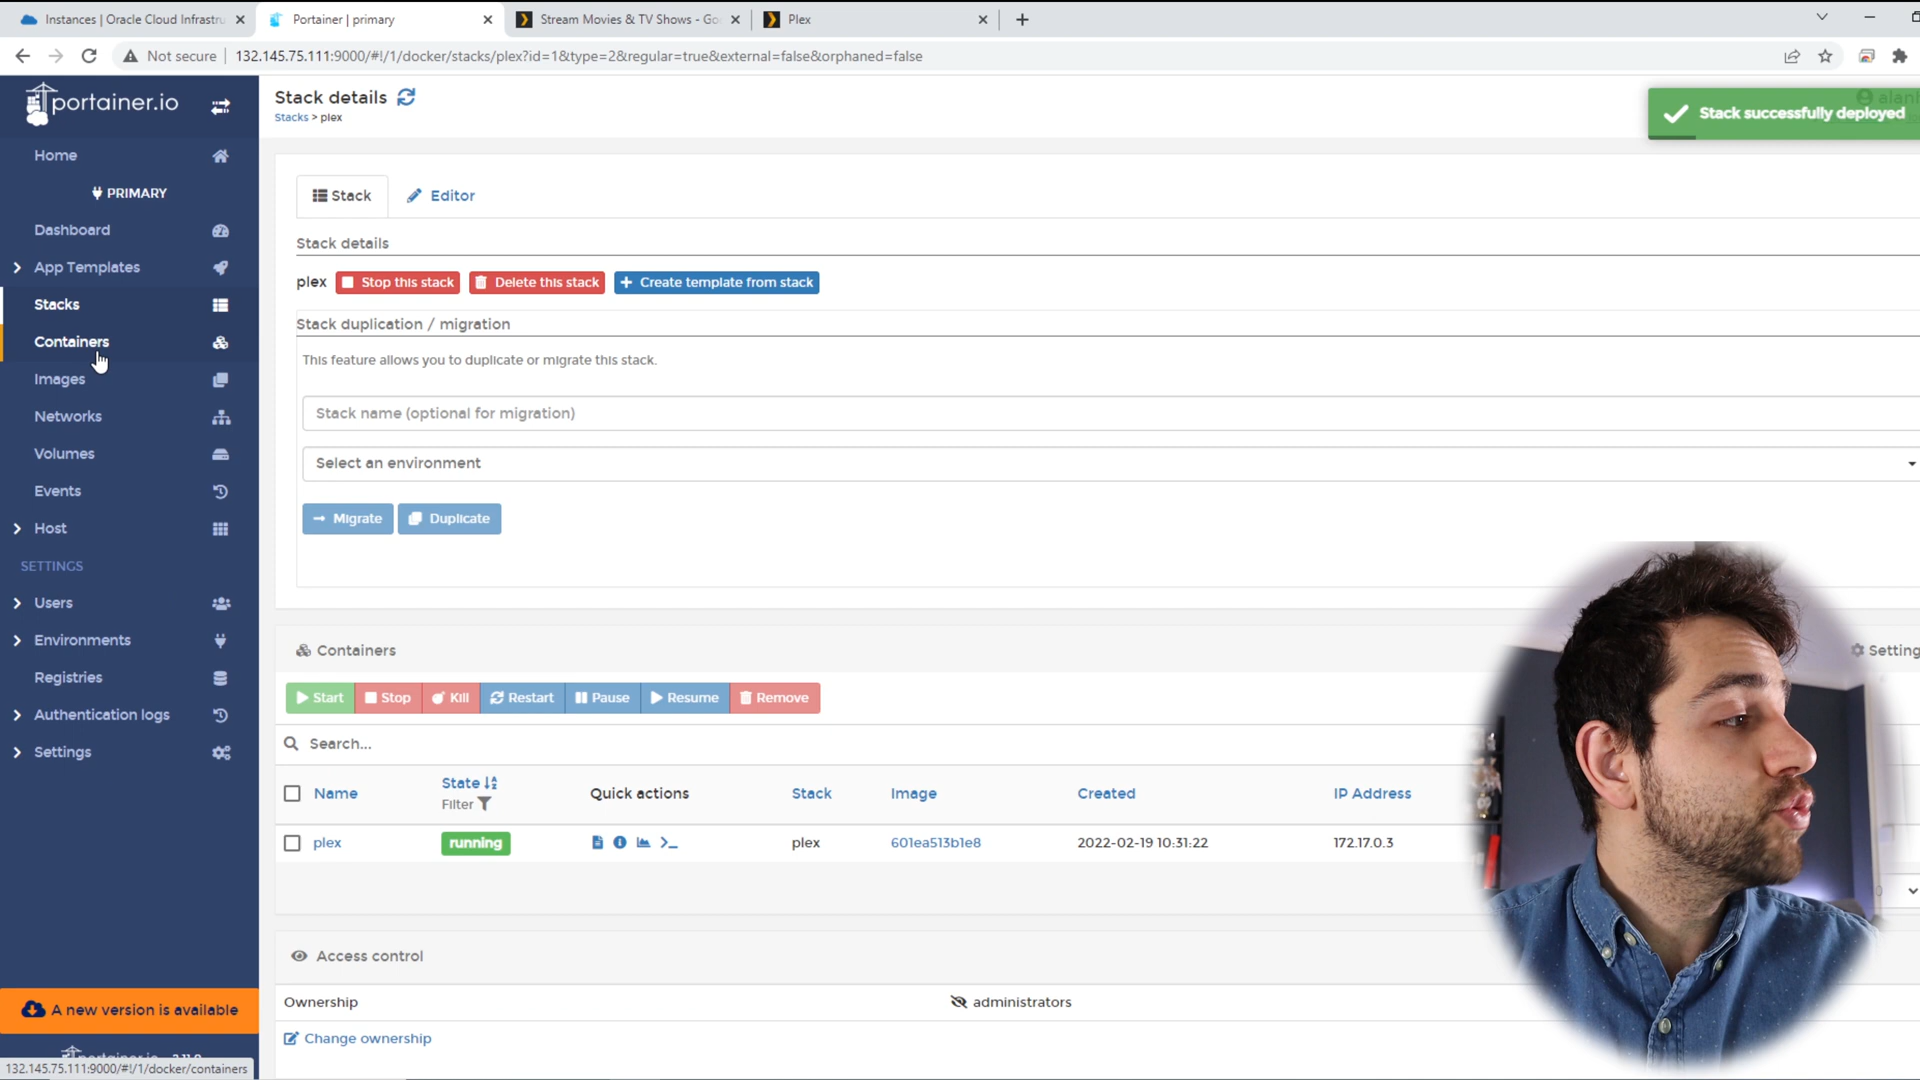 Instances | Oracle Cloud Infrastru
Portainer | primary
Stream Movies & TV Shows - Go
Plex
Not secure
132.145.75.111:9000/#!/1/docker/stacks/plex?id=1&type=2&regular=true&external=false&orphaned=false
portainer.io
Home
PRIMARY
Dashboard
App Templates
Stacks
Containers
Images
Networks
Volumes
Events
Host
SETTINGS
Users
Environments
Registries
Authentication logs
Settings
A new version is available
portainer.io 2.11.0
132.145.75.111:9000/#!/1/docker/containers
Stack details
Stacks > plex
Stack successfully deployed
Stack
Editor
Stack details
plex Stop this stack Delete this stack + Create template from stack
Stack duplication / migration
This feature allows you to duplicate or migrate this stack.
Stack name (optional for migration)
Select an environment
Migrate Duplicate
Containers
Setting
Start Stop Kill Restart Pause Resume Remove
Search...
Name State Quick actions Stack Image Created IP Address
Filter
plex running plex 601ea513b1e8 2022-02-19 10:31:22 172.17.0.3
Access control
Ownership administrators
Change ownership